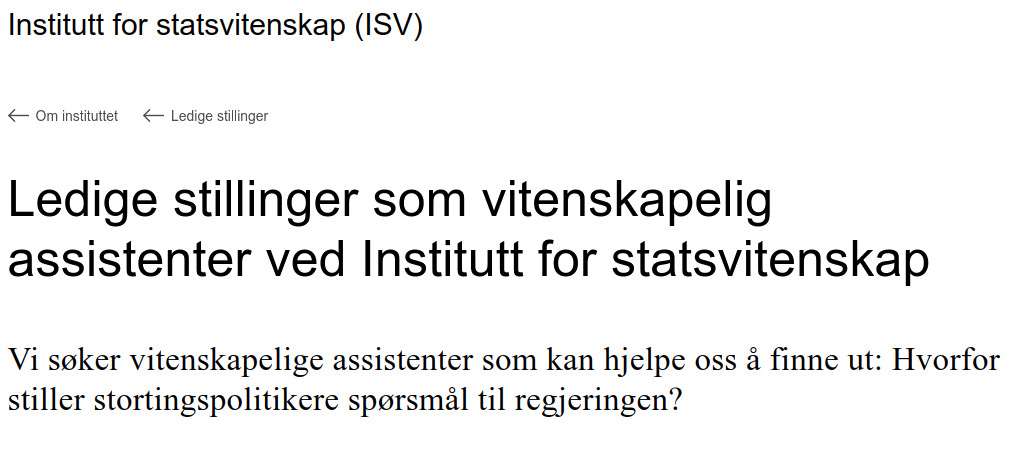 Institutt for statsvitenskap (ISV)
← Om instituttet ← Ledige stillinger
Ledige stillinger som vitenskapelig
assistenter ved Institutt for statsvitenskap
Vi søker vitenskapelige assistenter som kan hjelpe oss å finne ut: Hvorfor
stiller stortingspolitikere spørsmål til regjeringen?